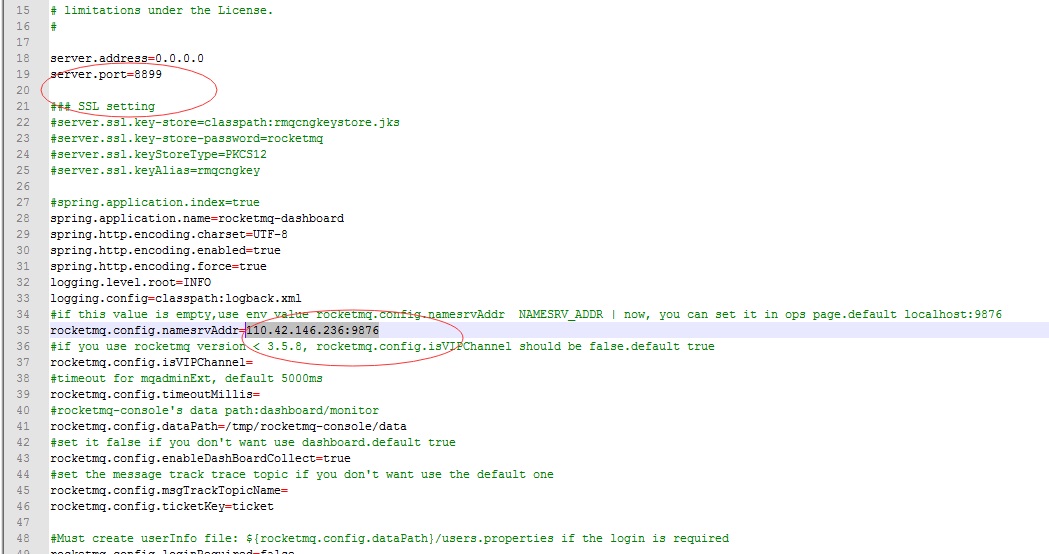 15 # limitations under the License.
16 #
17
18 server.address=0.0.0.0
19 server.port=8899
20
21 ### SSL setting
22 #server.ssl.key-store=classpath:rmqcngkeystore.jks
23 #server.ssl.key-store-password=rocketmq
24 #server.ssl.keyStoreType=PKCS12
25 #server.ssl.keyAlias=rmqcngkey
26
27 #spring.application.index=true
28 spring.application.name=rocketmq-dashboard
29 spring.http.encoding.charset=UTF-8
30 spring.http.encoding.enabled=true
31 spring.http.encoding.force=true
32 logging.level.root=INFO
33 logging.config=classpath:logback.xml
34 #if this value is empty,use env value rocketmq.config.namesrvAddr  NAMESRV_ADDR | now, you can set it in ops page.default localhost:9876
35 rocketmq.config.namesrvAddr=110.42.146.236:9876
36 #if you use rocketmq version < 3.5.8, rocketmq.config.isVIPChannel should be false.default true
37 rocketmq.config.isVIPChannel=
38 #timeout for mqadminExt, default 5000ms
39 rocketmq.config.timeoutMillis=
40 #rocketmq-console's data path:dashboard/monitor
41 rocketmq.config.dataPath=/tmp/rocketmq-console/data
42 #set it false if you don't want use dashboard.default true
43 rocketmq.config.enableDashBoardCollect=true
44 #set the message track trace topic if you don't want use the default one
45 rocketmq.config.msgTrackTopicName=
46 rocketmq.config.ticketKey=ticket
47
48 #Must create userInfo file: ${rocketmq.config.dataPath}/users.properties if the login is required
49 rocketmq.config.loginRequired=false